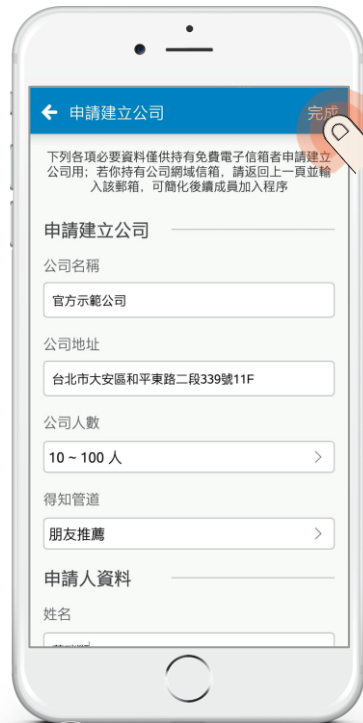 申請建立公司
完成
下列各項必要資料僅供持有免費電子信箱者申請建立
公司用；若你持有公司網域信箱，請返回上一頁並輸
入該郵箱，可簡化後續成員加入程序
申請建立公司
公司名稱
官方示範公司
公司地址
台北市大安區和平東路二段339號11F
公司人數
10 ~ 100 人
得知管道
朋友推薦
申請人資料
姓名